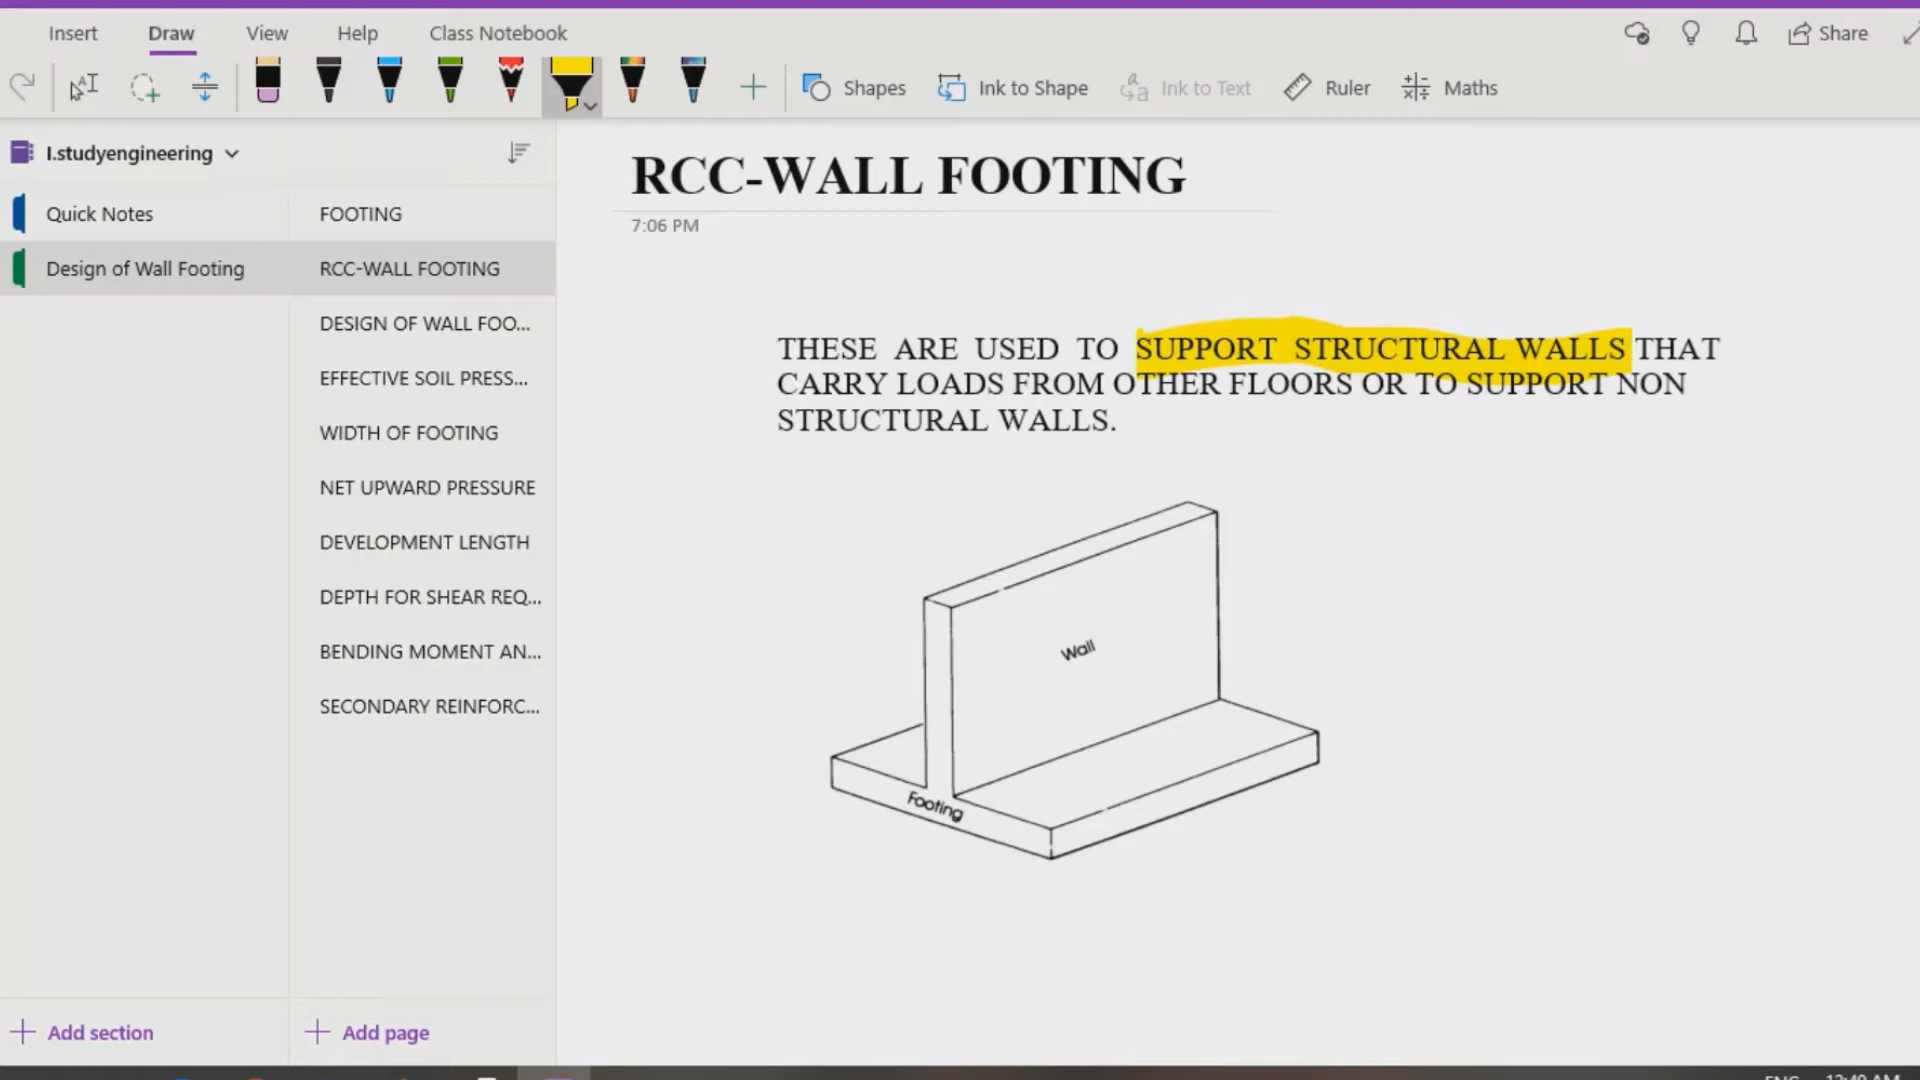 Insert Draw View Help Class Notebook Share
Shapes Ink to Shape Ink to Text Ruler Maths
I.studyengineering
Quick Notes
Design of Wall Footing
FOOTING
RCC-WALL FOOTING
DESIGN OF WALL FOO...
EFFECTIVE SOIL PRESS...
WIDTH OF FOOTING
NET UPWARD PRESSURE
DEVELOPMENT LENGTH
DEPTH FOR SHEAR REQ...
BENDING MOMENT AN...
SECONDARY REINFORC...
Add section
Add page
RCC-WALL FOOTING
7:06 PM
THESE ARE USED TO SUPPORT STRUCTURAL WALLS THAT
CARRY LOADS FROM OTHER FLOORS OR TO SUPPORT NON
STRUCTURAL WALLS.
Wall
Footing